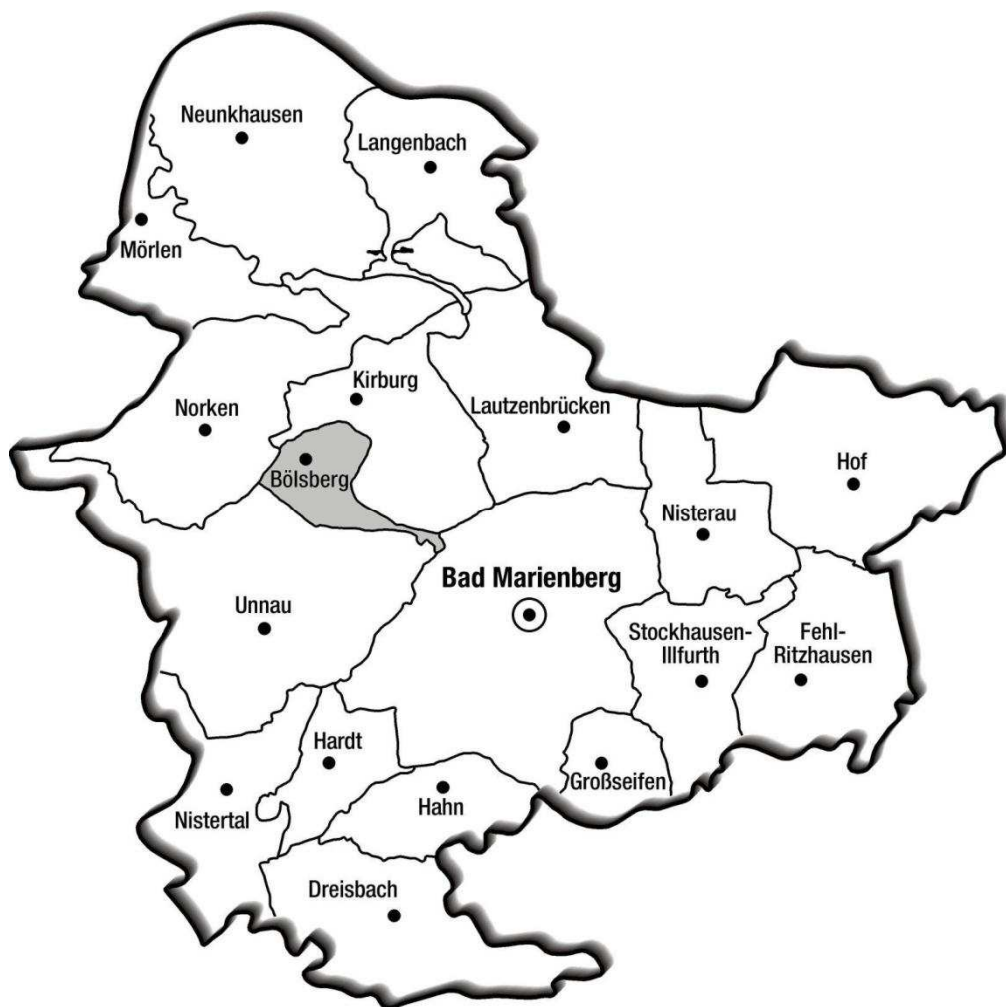 Neunkhausen
Langenbach
Mörlen
Kirburg
Norken
Lautzenbrücken
Hof
Bölsberg
Nisterau
Bad Marienberg
Unnau
Stockhausen-
Illfurth
Fehl-
Ritzhausen
Hardt
Großseifen
Nistertal
Hahn
Dreisbach